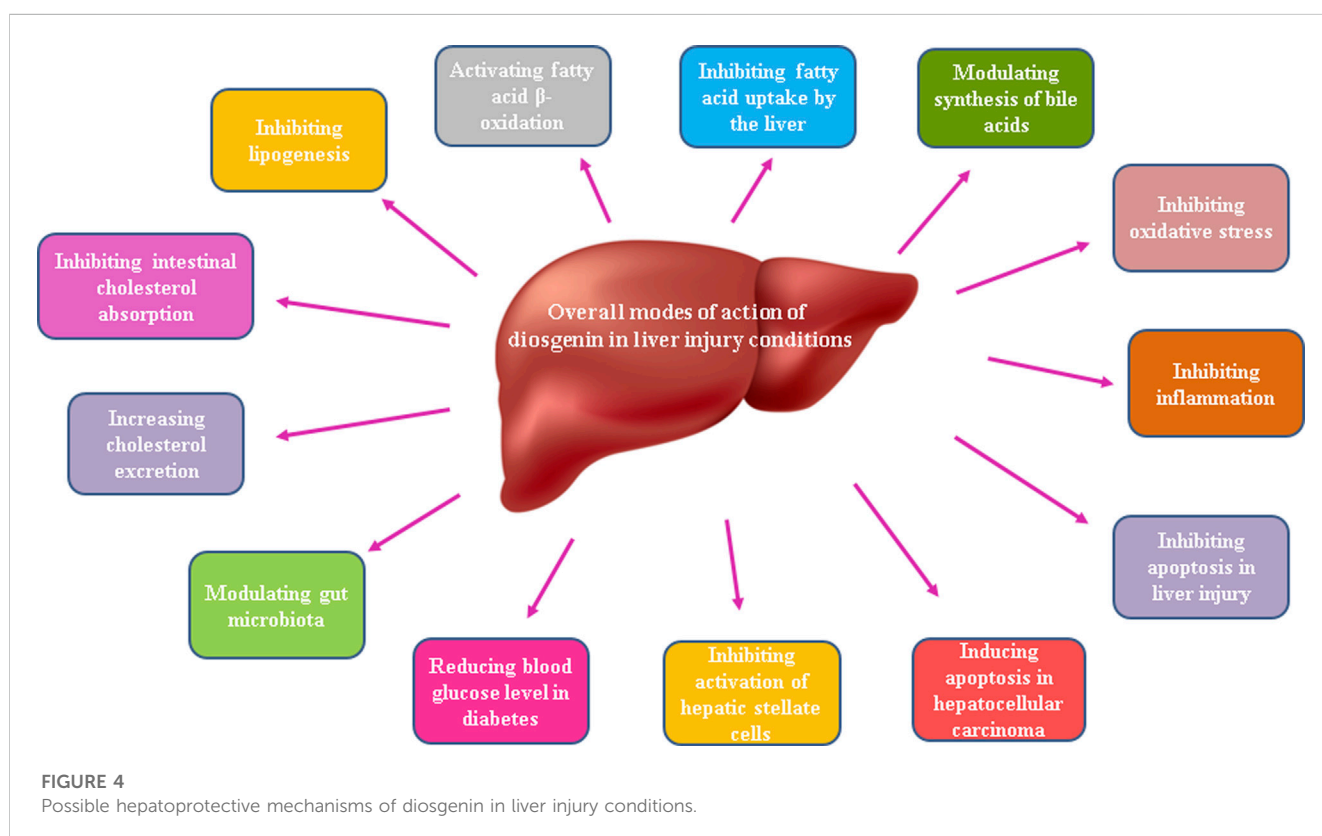 Activating fatty
acid β-
oxidation
Inhibiting fatty
acid uptake by
the liver
Modulating
synthesis of bile
acids
Inhibiting
lipogenesis
Inhibiting
oxidative stress
Inhibiting intestinal
cholesterol
absorption
Overall modes of action of
diosgenin in liver injury conditions
Inhibiting
inflammation
Increasing
cholesterol
excretion
Inhibiting
apoptosis in
liver injury
Modulating gut
microbiota
Reducing blood
glucose level in
diabetes
Inhibiting
activation of
hepatic stellate
cells
Inducing
apoptosis in
hepatocellular
carcinoma
FIGURE 4
Possible hepatoprotective mechanisms of diosgenin in liver injury conditions.